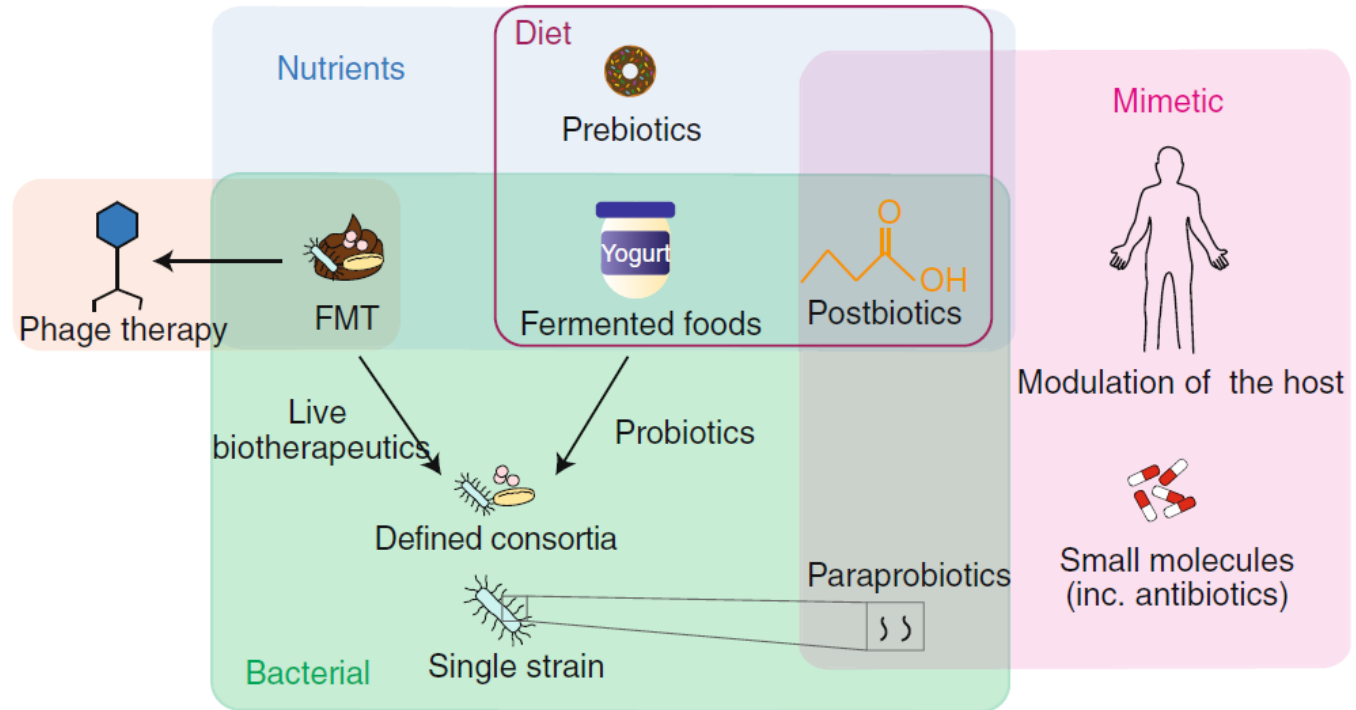 Diet
Nutrients
Prebiotics
Mimetic
Yogurt
O
OH
Phage therapy
FMT
Fermented foods
Postbiotics
Modulation of the host
Live
biotherapeutics
Probiotics
Defined consortia
Paraprobiotics
Small molecules
(inc. antibiotics)
Single strain
Bacterial